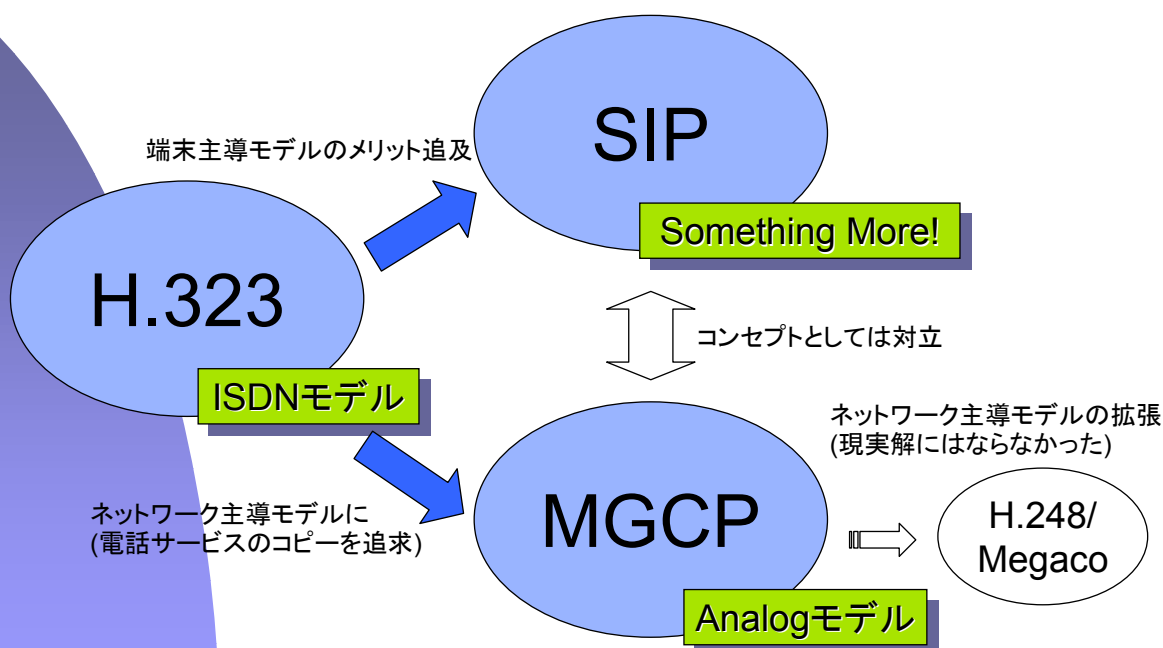 SIP
端末主導モデルのメリット追及
Something More!
H.323
ISDNモデル
コンセプトとしては対立
ネットワーク主導モデルの拡張
(現実解にはならなかった)
ネットワーク主導モデルに
(電話サービスのコピーを追求)
MGCP
H.248/
Megaco
Analogモデル